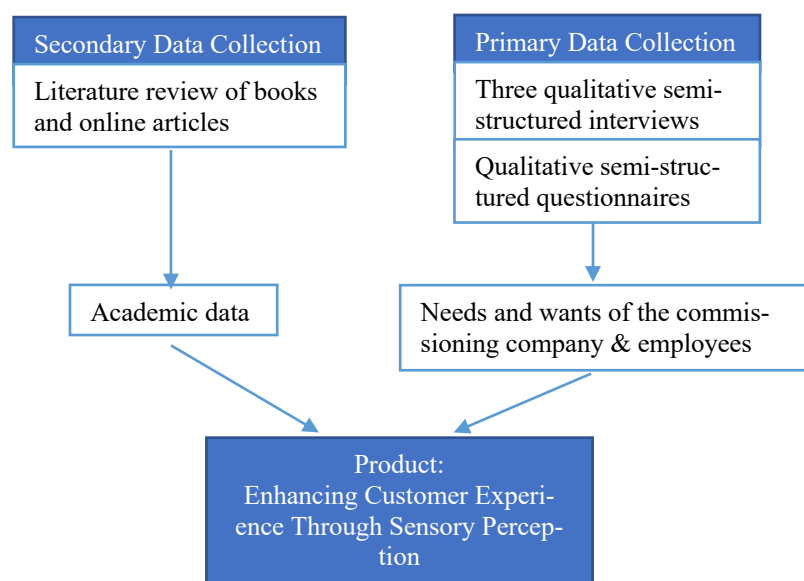 Secondary Data Collection
Literature review of books
and online articles
Primary Data Collection
Three qualitative semi-
structured interviews
Qualitative semi-struc-
tured questionnaires
Academic data
Needs and wants of the commis-
sioning company & employees
Product:
Enhancing Customer Experi-
ence Through Sensory Percep-
tion